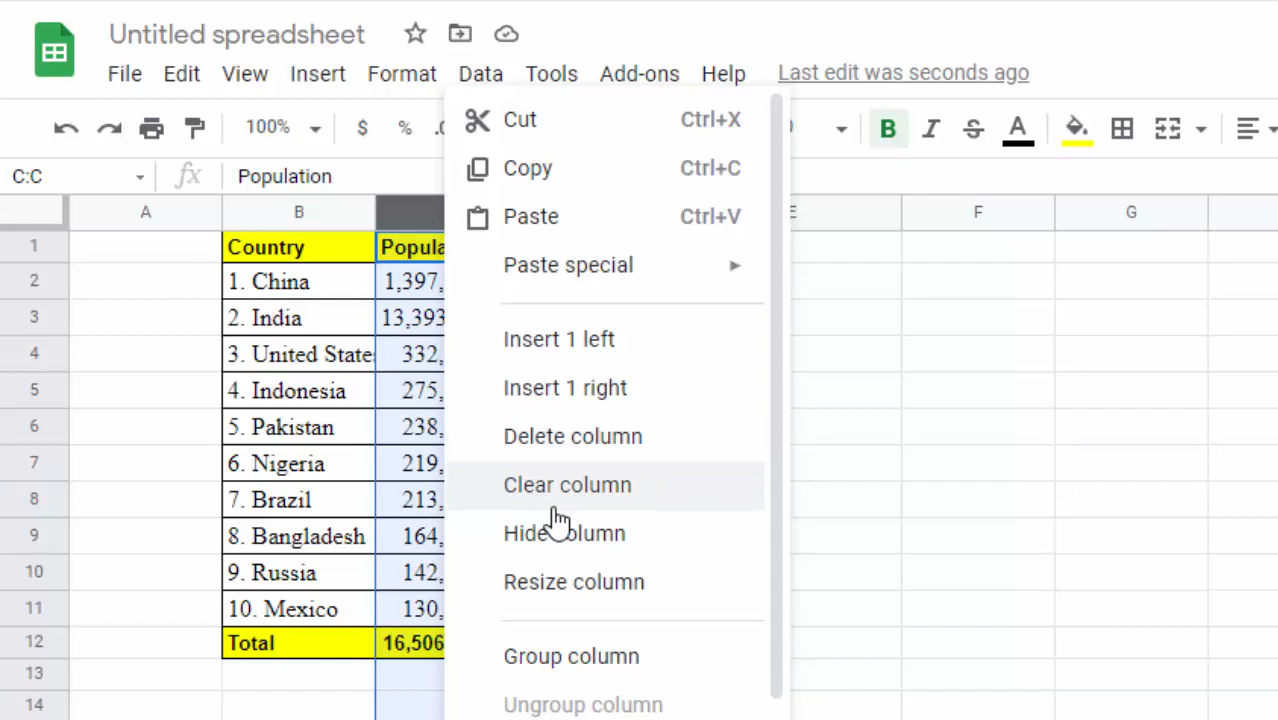 Untitled spreadsheet
File Edit View Insert Format Data Tools Add-ons Help Last edit was seconds ago
100% $ % .0 B I S A
C:C fx Population
A B E F G
Cut Ctrl+X
Copy Ctrl+C
Paste Ctrl+V
Paste special
Insert 1 left
Insert 1 right
Delete column
Clear column
Hide column
Resize column
Group column
Ungroup column
1 Country Popula
2 1. China 1,397,
3 2. India 13,393
4 3. United States 332,
5 4. Indonesia 275,
6 5. Pakistan 238,
7 6. Nigeria 219,
8 7. Brazil 213,
9 8. Bangladesh 164,
10 9. Russia 142,
11 10. Mexico 130,
12 Total 16,506
13
14